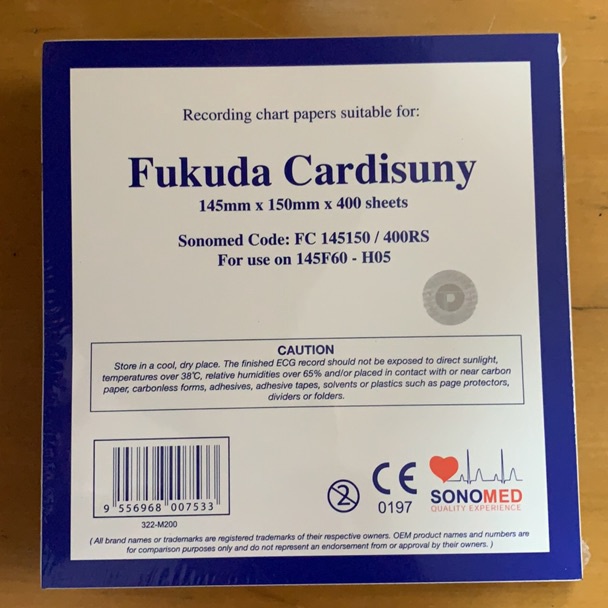 Recording chart papers suitable for:
Fukuda Cardisuny
145mm x 150mm x 400 sheets
Sonomed Code: FC 145150 / 400RS
For use on 145F60 - H05
CAUTION
Store in a cool, dry place. The finished ECG record should not be exposed to direct sunlight,
temperatures over 38°C, relative humidities over 65% and/or placed in contact with or near carbon
paper, carbonless forms, adhesives, adhesive tapes, solvents or plastics such as page protectors,
dividers or folders.
9 556968 007533
322-M200
2
CE
0197
SONOMED
QUALITY EXPERIENCE
( All brand names or trademarks are registered trademarks of their respective owners. OEM product names and numbers are
for comparison purposes only and do not represent an endorsement from or approval by their owners. )